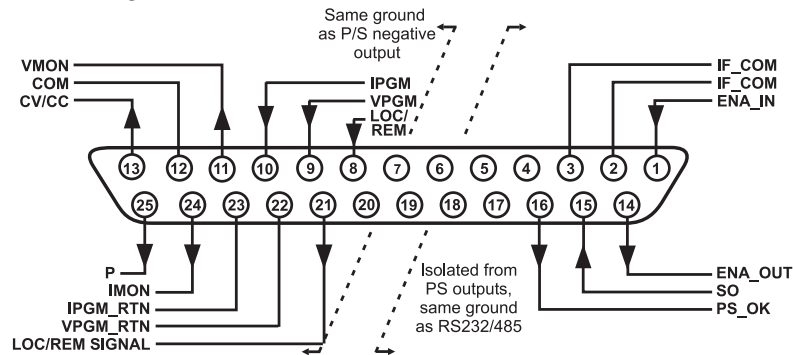 Same ground
as P/S negative
output
VMON
COM
CV/CC
IPGM
VPGM
LOC/
REM
IF_COM
IF_COM
ENA_IN
13
12
11
10
9
8
7
6
5
4
3
2
1
25
24
23
22
21
20
19
18
17
16
15
14
P
IMON
IPGM_RTN
VPGM_RTN
LOC/REM SIGNAL
Isolated from
PS outputs,
same ground
as RS232/485
ENA_OUT
SO
PS_OK